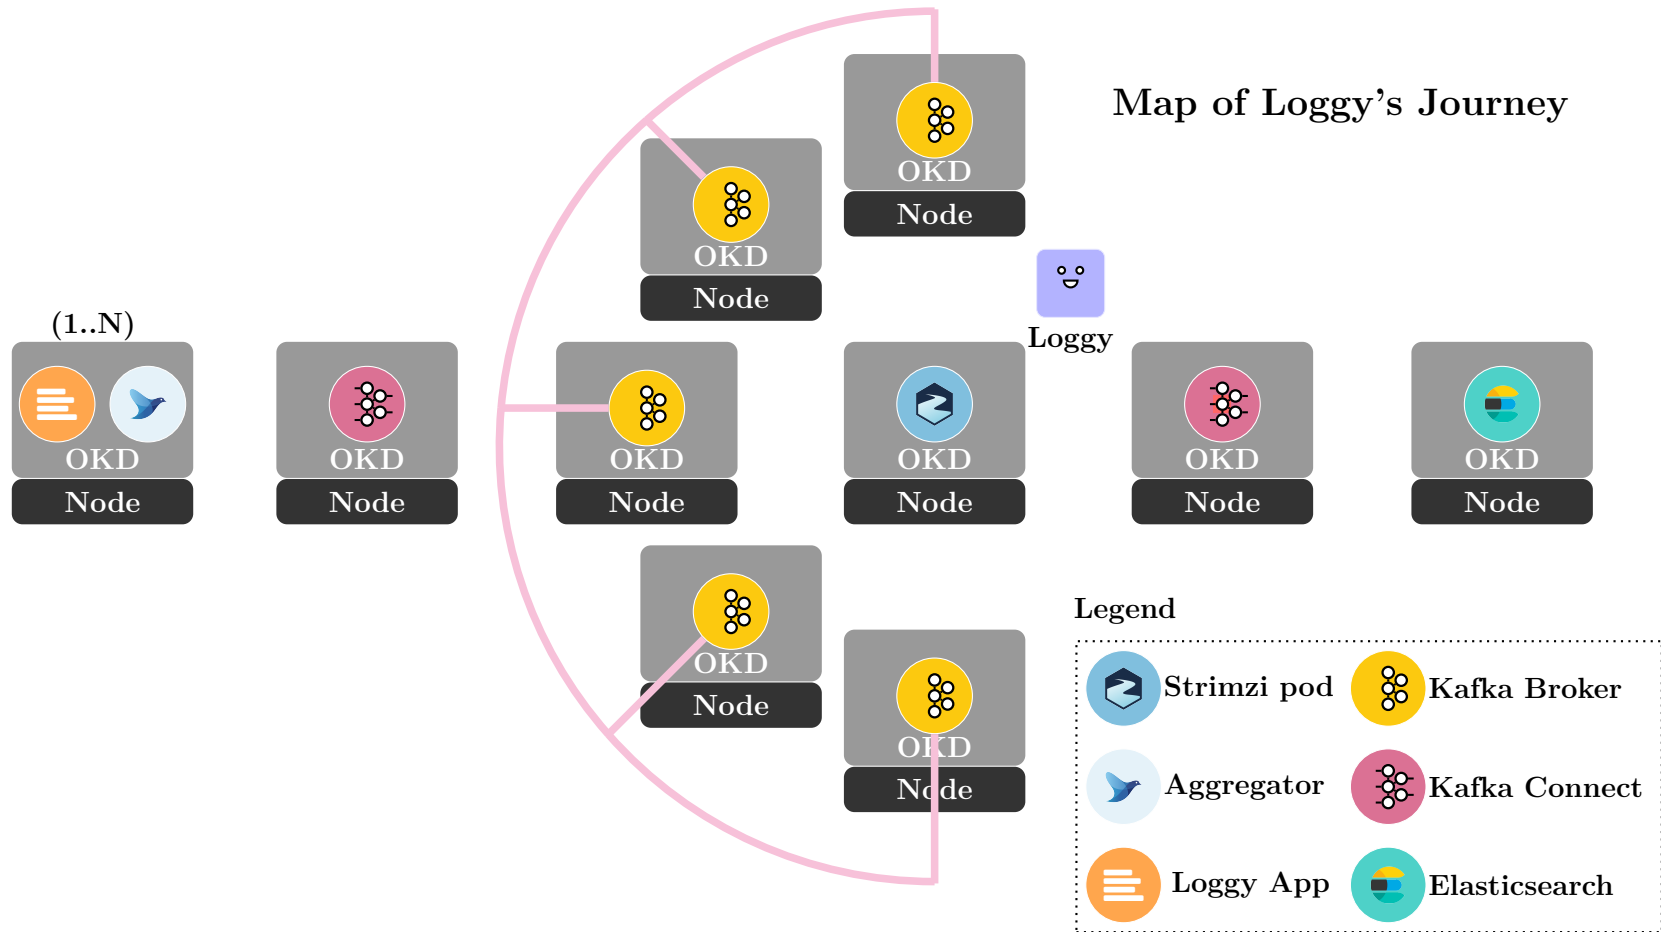 Map of Loggy's Journey
OKD
Node
OKD
Node
Loggy
(1..N)
OKD
Node
OKD
Node
OKD
Node
OKD
Node
OKD
Node
OKD
Node
OKD
Node
OKD
Node
Legend
Strimzi pod
Kafka Broker
Aggregator
Kafka Connect
Loggy App
Elasticsearch